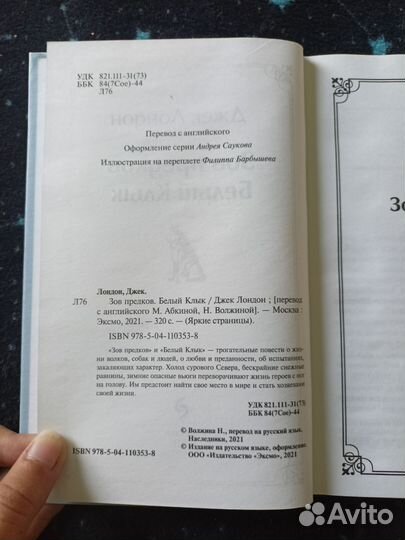 УДК 821.111-31(73)
ББК 84(7Сое)-44
Л76
Перевод с английского
Оформление серии Андрея Саукова
Иллюстрация на переплете Филиппа Барбышева
Лондон, Джек.
Л76 Зов предков. Белый Клык / Джек Лондон ; [перевод
с английского М. Абкиной, Н. Волжиной]. — Москва :
Эксмо, 2021. — 320 с. — (Яркие страницы).
ISBN 978-5-04-110353-8
«Зов предков» и «Белый Клык» — трогательные повести о жиз-
ни волков, собак и людей, о любви и преданности, об испытаниях,
закаляющих характер. Холод сурового Севера, бескрайние снежные
равнины, зимние опасные вьюги переворачивают жизнь героев с ног
на голову. Им предстоит найти свое место в мире и стать хозяевами
своей жизни.
УДК 821.111-31(73)
ББК 84(7Сое)-44
© Волжина Н., перевод на русский язык.
Наследники, 2021
© Издание на русском языке, оформление.
ООО «Издательство «Эксмо», 2021
ISBN 978-5-04-110353-8
Зо
Avito